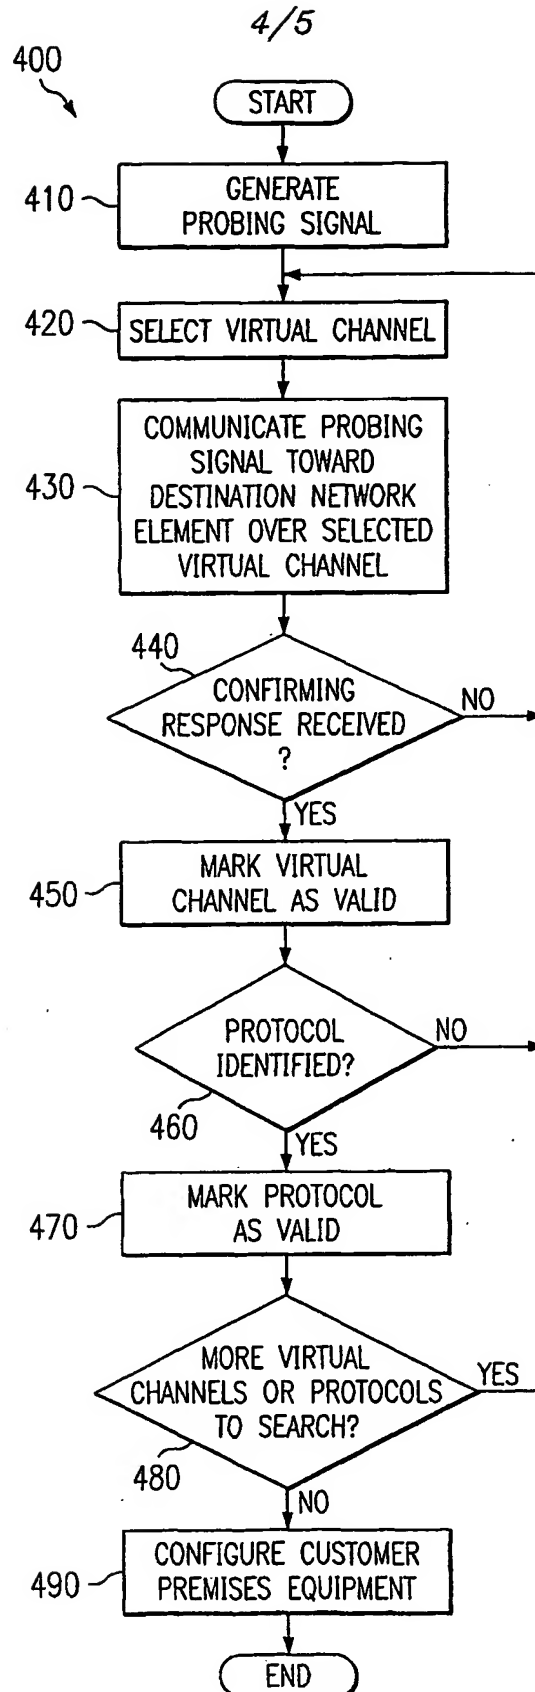 4/5
400
START
410
GENERATE
PROBING SIGNAL
420
SELECT VIRTUAL CHANNEL
430
COMMUNICATE PROBING
SIGNAL TOWARD
DESTINATION NETWORK
ELEMENT OVER SELECTED
VIRTUAL CHANNEL
440
CONFIRMING
RESPONSE RECEIVED
?
NO
YES
450
MARK VIRTUAL
CHANNEL AS VALID
PROTOCOL
IDENTIFIED?
NO
460
YES
470
MARK PROTOCOL
AS VALID
MORE VIRTUAL
CHANNELS OR PROTOCOLS
TO SEARCH?
YES
480
NO
490
CONFIGURE CUSTOMER
PREMISES EQUIPMENT
END